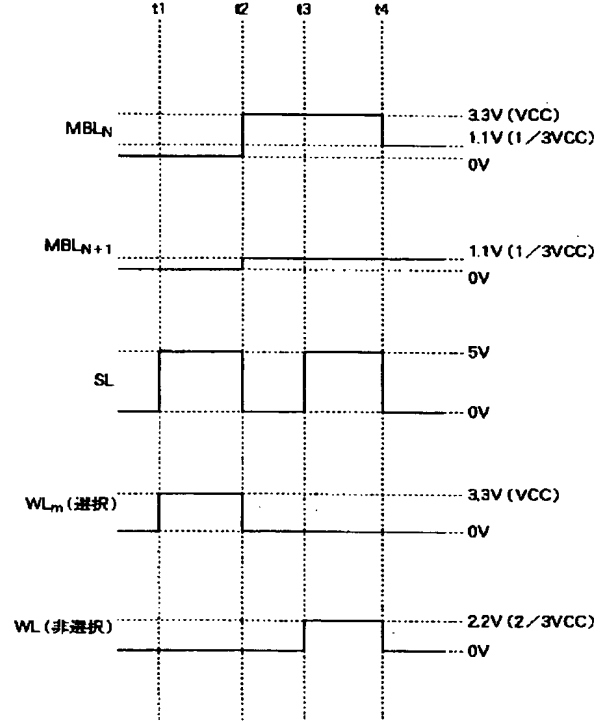 t1 t2 t3 t4
MBLN
3.3V (VCC)
1.1V (1/3VCC)
0V
MBLN+1
1.1V (1/3VCC)
0V
SL
5V
0V
WLm (選択)
3.3V (VCC)
0V
WL (非選択)
2.2V (2/3VCC)
0V